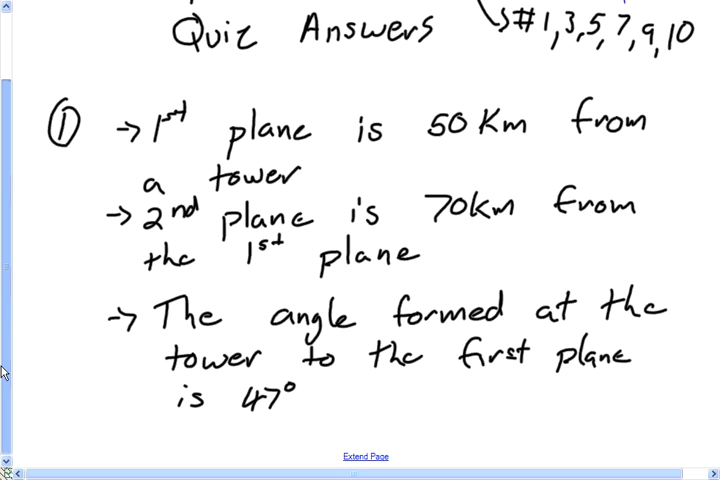 Quiz Answers ↳# 1, 3, 5, 7, 9, 10
① → 1st plane is 50 Km from
a tower
→ 2nd plane is 70km from
the 1st plane
→ The angle formed at the
tower to the first plane
is 47°
Extend Page